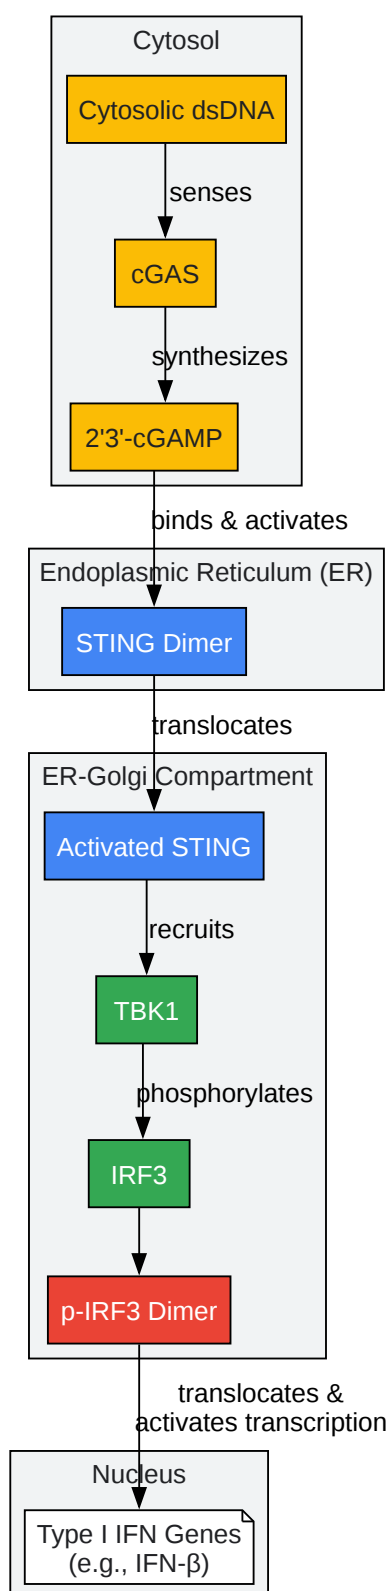 Cytosol
Cytosolic dsDNA
senses
cGAS
synthesizes
2'3'-cGAMP
binds & activates
Endoplasmic Reticulum (ER)
STING Dimer
translocates
ER-Golgi Compartment
Activated STING
recruits
TBK1
phosphorylates
IRF3
p-IRF3 Dimer
translocates &
activates transcription
Nucleus
Type I IFN Genes
(e.g., IFN-β)